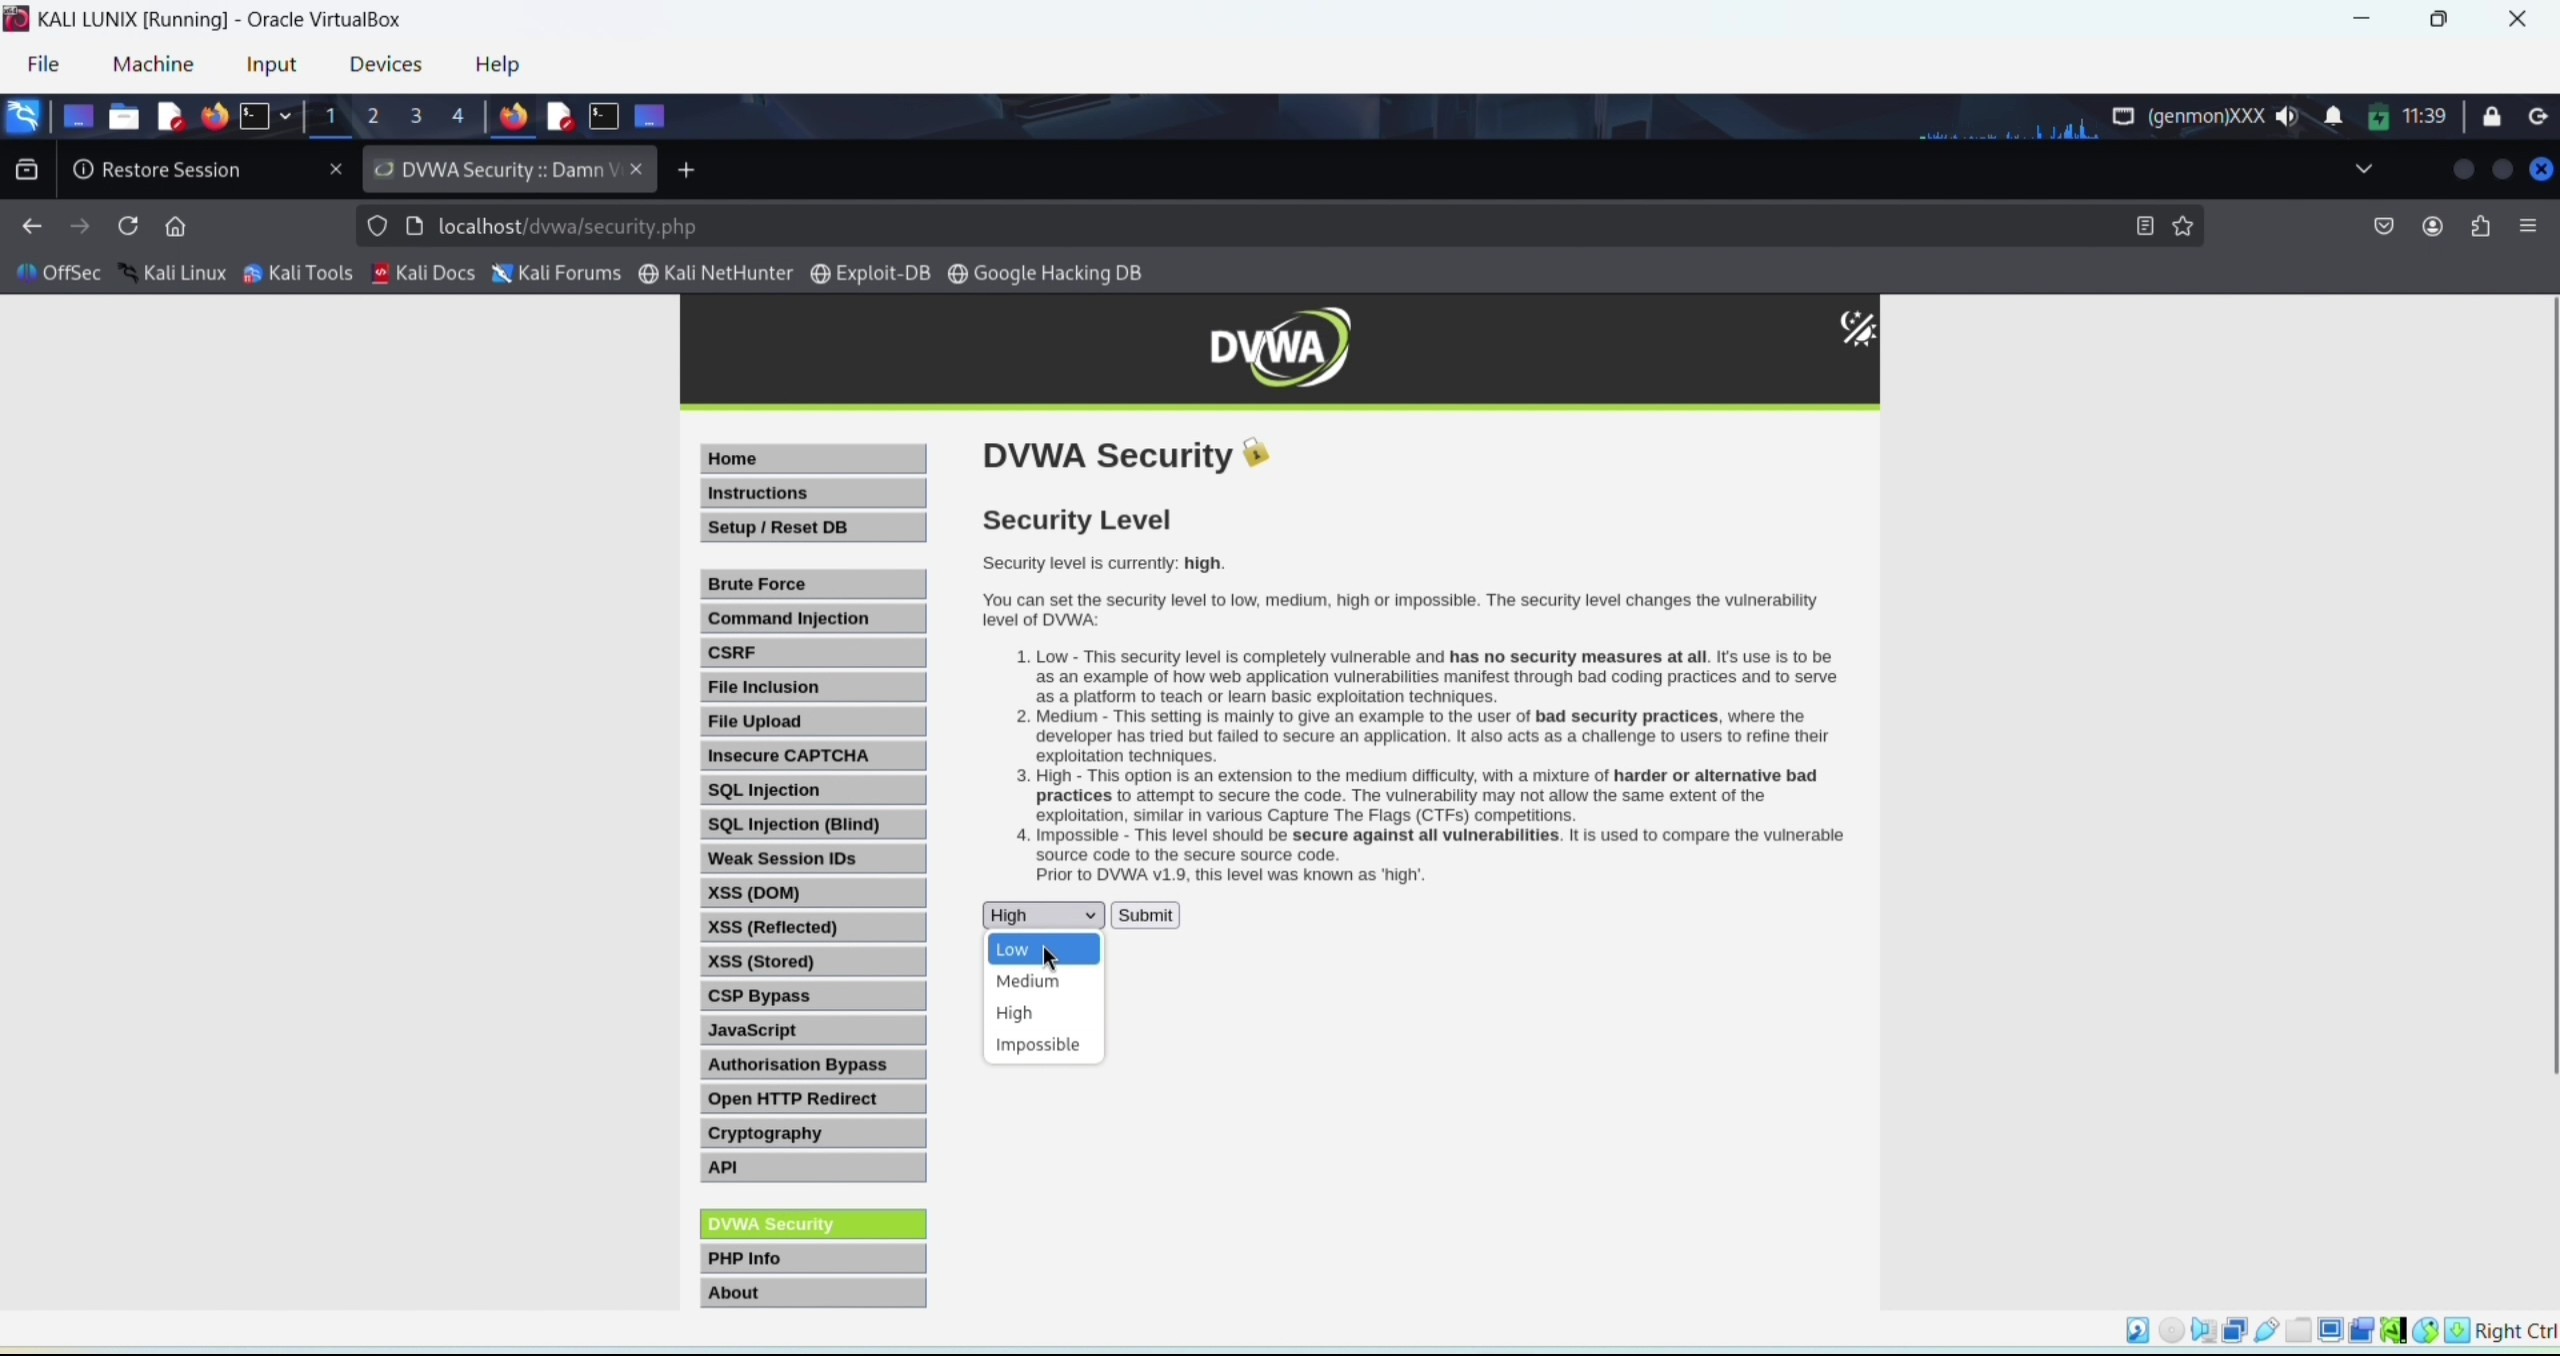 KALI LUNIX [Running] - Oracle VirtualBox
File Machine Input Devices Help
1 2 3 4 (genmon)XXX 11:39
Restore Session DVWA Security :: Damn V
localhost/dvwa/security.php
OffSec Kali Linux Kali Tools Kali Docs Kali Forums Kali NetHunter Exploit-DB Google Hacking DB
DVWA
Home
Instructions
Setup / Reset DB
Brute Force
Command Injection
CSRF
File Inclusion
File Upload
Insecure CAPTCHA
SQL Injection
SQL Injection (Blind)
Weak Session IDs
XSS (DOM)
XSS (Reflected)
XSS (Stored)
CSP Bypass
JavaScript
Authorisation Bypass
Open HTTP Redirect
Cryptography
API
DVWA Security
PHP Info
About
DVWA Security
Security Level
Security level is currently: high.
You can set the security level to low, medium, high or impossible. The security level changes the vulnerability
level of DVWA:
1. Low - This security level is completely vulnerable and has no security measures at all. It's use is to be
as an example of how web application vulnerabilities manifest through bad coding practices and to serve
as a platform to teach or learn basic exploitation techniques.
2. Medium - This setting is mainly to give an example to the user of bad security practices, where the
developer has tried but failed to secure an application. It also acts as a challenge to users to refine their
exploitation techniques.
3. High - This option is an extension to the medium difficulty, with a mixture of harder or alternative bad
practices to attempt to secure the code. The vulnerability may not allow the same extent of the
exploitation, similar in various Capture The Flags (CTFs) competitions.
4. Impossible - This level should be secure against all vulnerabilities. It is used to compare the vulnerable
source code to the secure source code.
Prior to DVWA v1.9, this level was known as 'high'.
High Submit
Low
Medium
High
Impossible
Right Ctrl